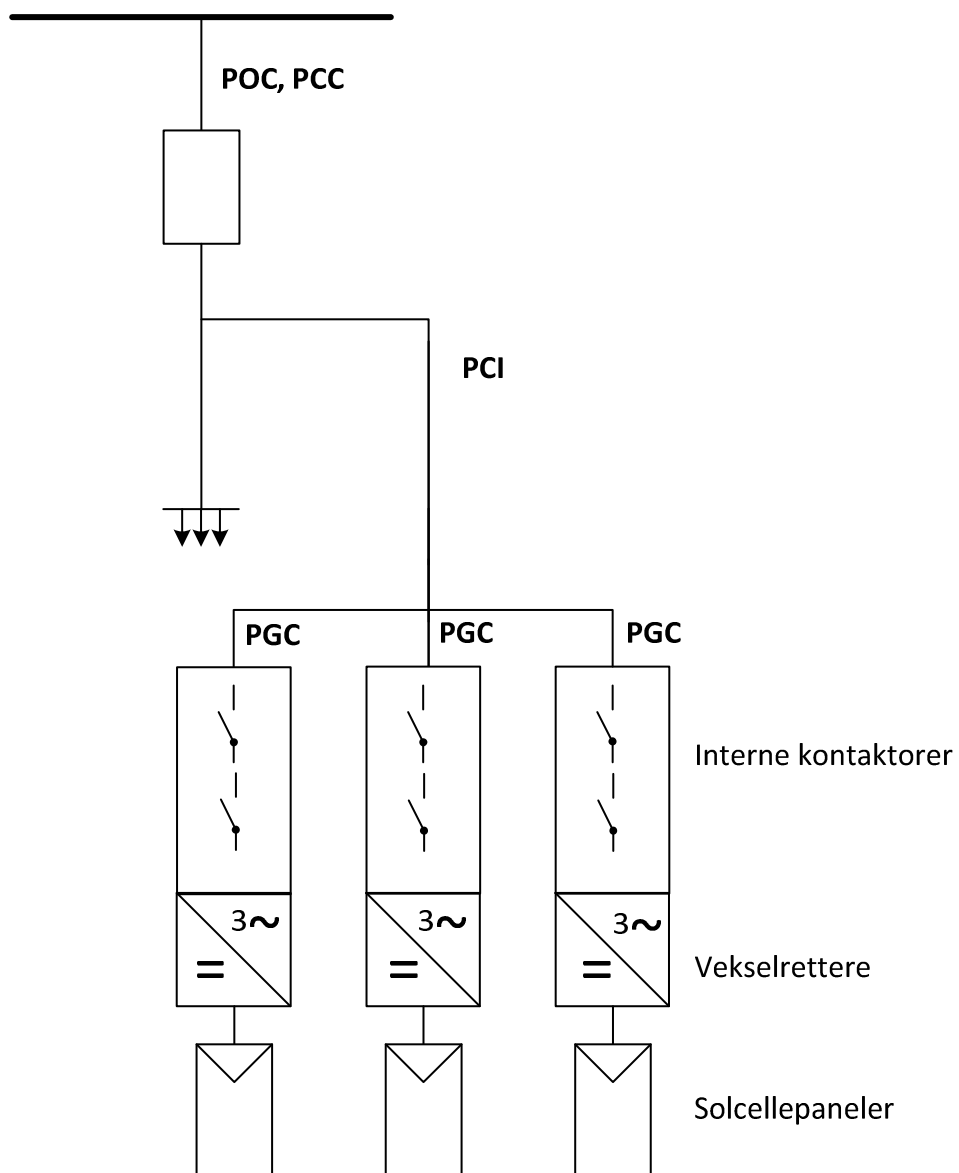 POC, PCC
PCI
PGC
PGC
PGC
Interne kontaktorer
3~
3~
3~
=
=
=
Vekselrettere
Solcellepaneler